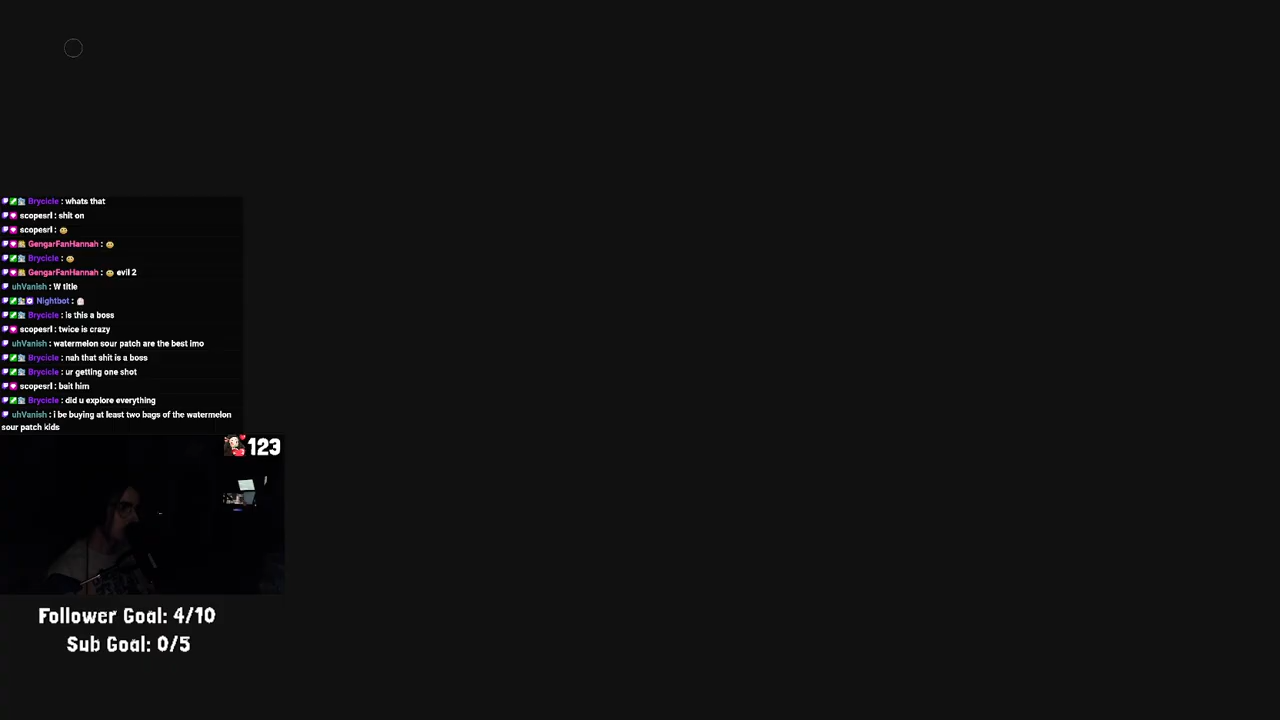 Brycicle : whats that
scopesrl : shit on
scopesrl :
GengarFanHannah :
Brycicle :
GengarFanHannah : evil 2
uhVanish : W title
Nightbot :
Brycicle : is this a boss
scopesrl : twice is crazy
uhVanish : watermelon sour patch are the best imo
Brycicle : nah that shit is a boss
Brycicle : ur getting one shot
scopesrl : bait him
Brycicle : did u explore everything
uhVanish : i be buying at least two bags of the watermelon
sour patch kids
123
Follower Goal: 4/10
Sub Goal: 0/5